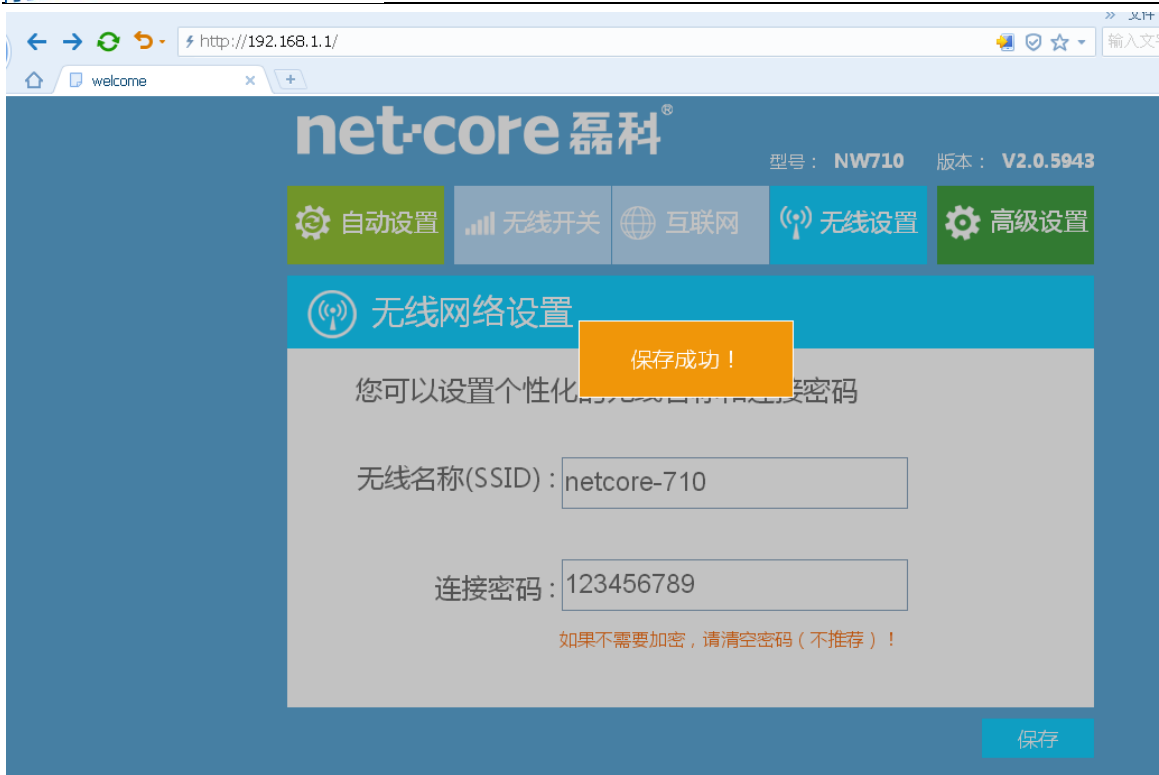 http://192.168.1.1/
输入文
welcome
net·core 磊科®
型号： NW710 版本： V2.0.5943
自动设置 无线开关 互联网 无线设置 高级设置
无线网络设置
保存成功！
您可以设置个性化的 接密码
无线名称(SSID)：netcore-710
连接密码：123456789
如果不需要加密，请清空密码（不推荐）！
保存